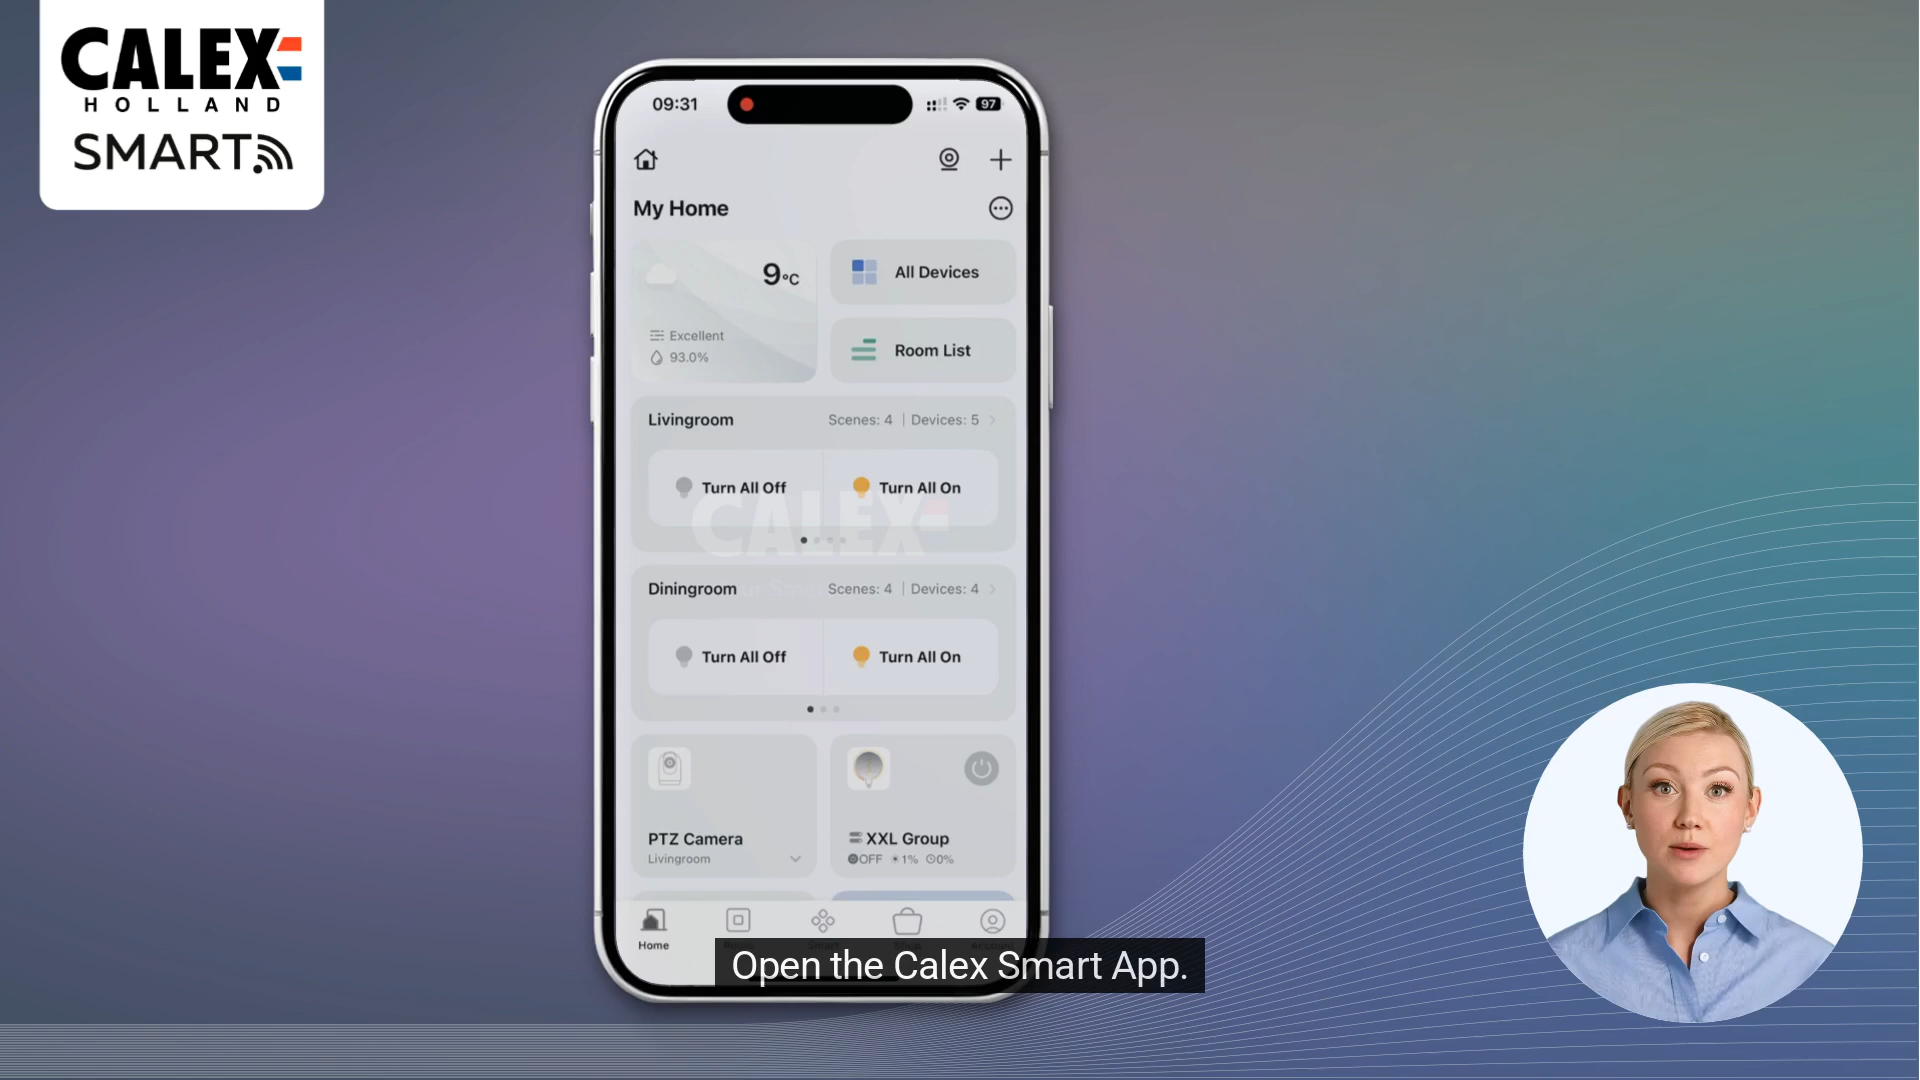 CALEX
HOLLAND
SMART
09:31
97
My Home
9°C
Excellent
93.0%
All Devices
Room List
Livingroom
Scenes: 4 | Devices: 5
Turn All Off
Turn All On
CALEX
Diningroom
Scenes: 4 | Devices: 4
Turn All Off
Turn All On
PTZ Camera
Livingroom
XXL Group
OFF 1% 0%
Home
Open the Calex Smart App.